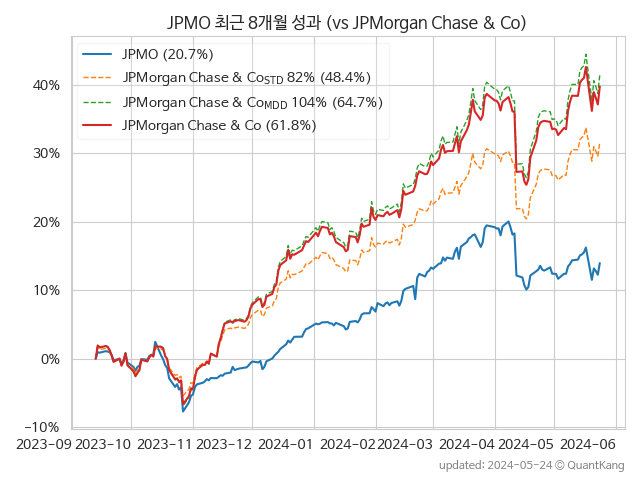 JPMO 최근 8개월 성과 (vs JPMorgan Chase & Co)
JPMO (20.7%)
JPMorgan Chase & CoSTD 82% (48.4%)
JPMorgan Chase & CoMDD 104% (64.7%)
JPMorgan Chase & Co (61.8%)
40%
30%
20%
10%
0%
−10%
2023-09 2023-10 2023-11 2023-12 2024-01 2024-02 2024-03 2024-04 2024-05 2024-06
updated: 2024-05-24 © QuantKang